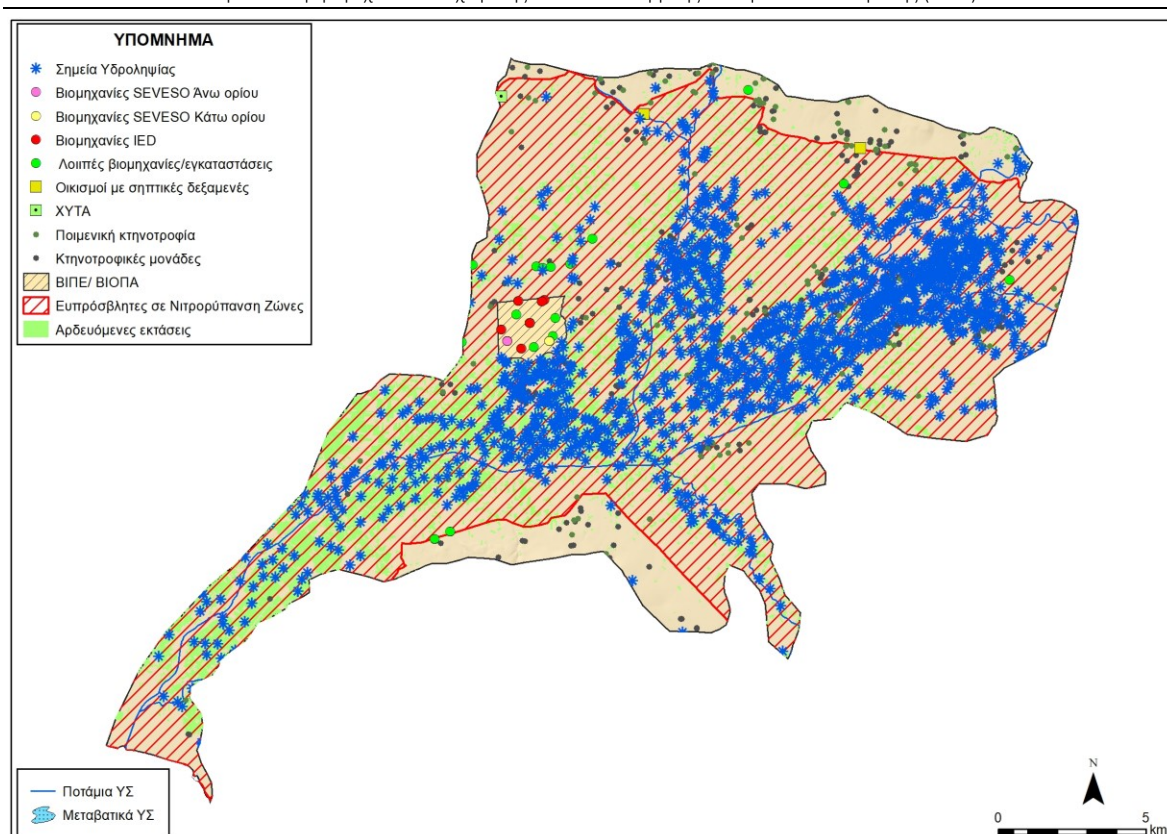 ΥΠΟΜΝΗΜΑ
Σημεία Υδροληψίας
Βιομηχανίες SEVESO Άνω ορίου
Βιομηχανίες SEVESO Κάτω ορίου
Βιομηχανίες IED
Λοιπές βιομηχανίες/εγκαταστάσεις
Οικισμοί με σηπτικές δεξαμενές
ΧΥΤΑ
Ποιμενική κτηνοτροφία
Κτηνοτροφικές μονάδες
ΒΙΠΕ/ ΒΙΟΠΑ
Ευπρόσβλητες σε Νιτρορύπανση Ζώνες
Αρδευόμενες εκτάσεις
Ποτάμια ΥΣ
Μεταβατικά ΥΣ
N
0 5
km